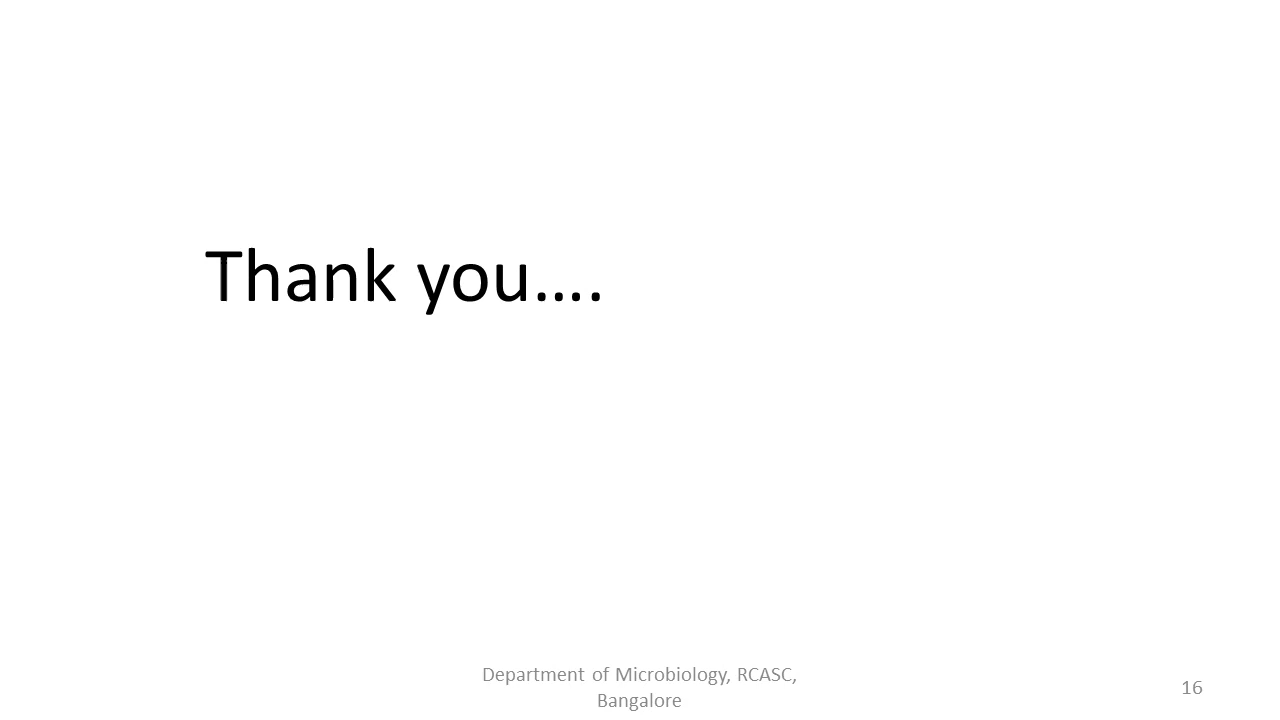 Thank you....
Department of Microbiology, RCASC,
Bangalore
16